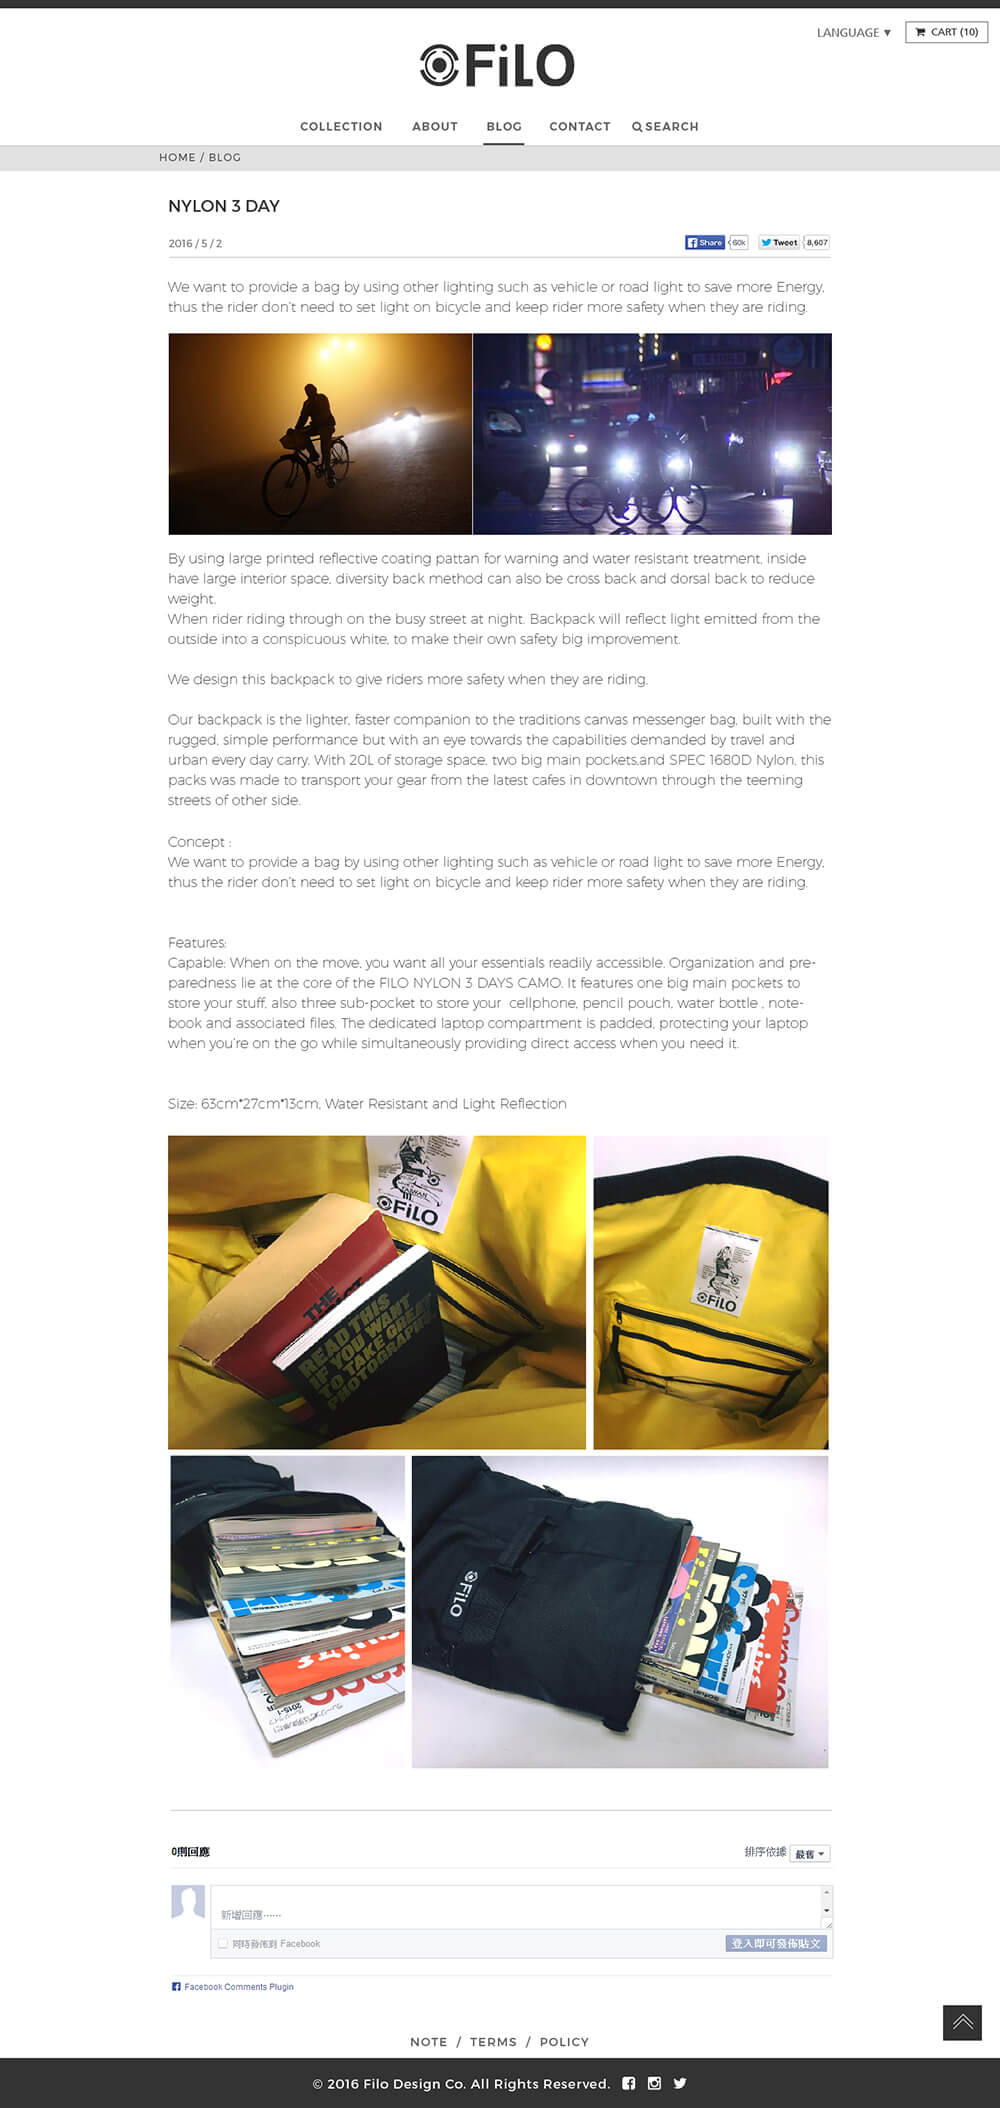 LANGUAGE ▼
CART (10)
FiLO
COLLECTION
ABOUT
BLOG
CONTACT
SEARCH
HOME / BLOG
NYLON 3 DAY
2016 / 5 / 2
Share
60k
Tweet
8,607
We want to provide a bag by using other lighting such as vehicle or road light to save more Energy,
thus the rider don't need to set light on bicycle and keep rider more safety when they are riding.
By using large printed reflective coating pattan for warning and water resistant treatment, inside
have large interior space, diversity back method can also be cross back and dorsal back to reduce
weight.
When rider riding through on the busy street at night. Backpack will reflect light emitted from the
outside into a conspicuous white, to make their own safety big improvement.
We design this backpack to give riders more safety when they are riding.
Our backpack is the lighter, faster companion to the traditions canvas messenger bag, built with the
rugged, simple performance but with an eye towards the capabilities demanded by travel and
urban every day carry. With 20L of storage space, two big main pockets,and SPEC 1680D Nylon, this
packs was made to transport your gear from the latest cafes in downtown through the teeming
streets of other side.
Concept :
We want to provide a bag by using other lighting such as vehicle or road light to save more Energy,
thus the rider don't need to set light on bicycle and keep rider more safety when they are riding.
Features:
Capable: When on the move, you want all your essentials readily accessible. Organization and pre-
paredness lie at the core of the FILO NYLON 3 DAYS CAMO. It features one big main pockets to
store your stuff, also three sub-pocket to store your  cellphone, pencil pouch, water bottle , note-
book and associated files. The dedicated laptop compartment is padded, protecting your laptop
when you're on the go while simultaneously providing direct access when you need it.
Size: 63cm*27cm*13cm, Water Resistant and Light Reflection
TAIWAN
FiLO
THE
READ THIS
IF YOU WANT
TO TAKE GREAT
PHOTOGRAPHS
FiLO
2015-1
FiLO
0則回應
排序依據
最舊
新增回應......
同時發佈到 Facebook
登入即可發佈貼文
Facebook Comments Plugin
NOTE / TERMS / POLICY
© 2016 Filo Design Co. All Rights Reserved.